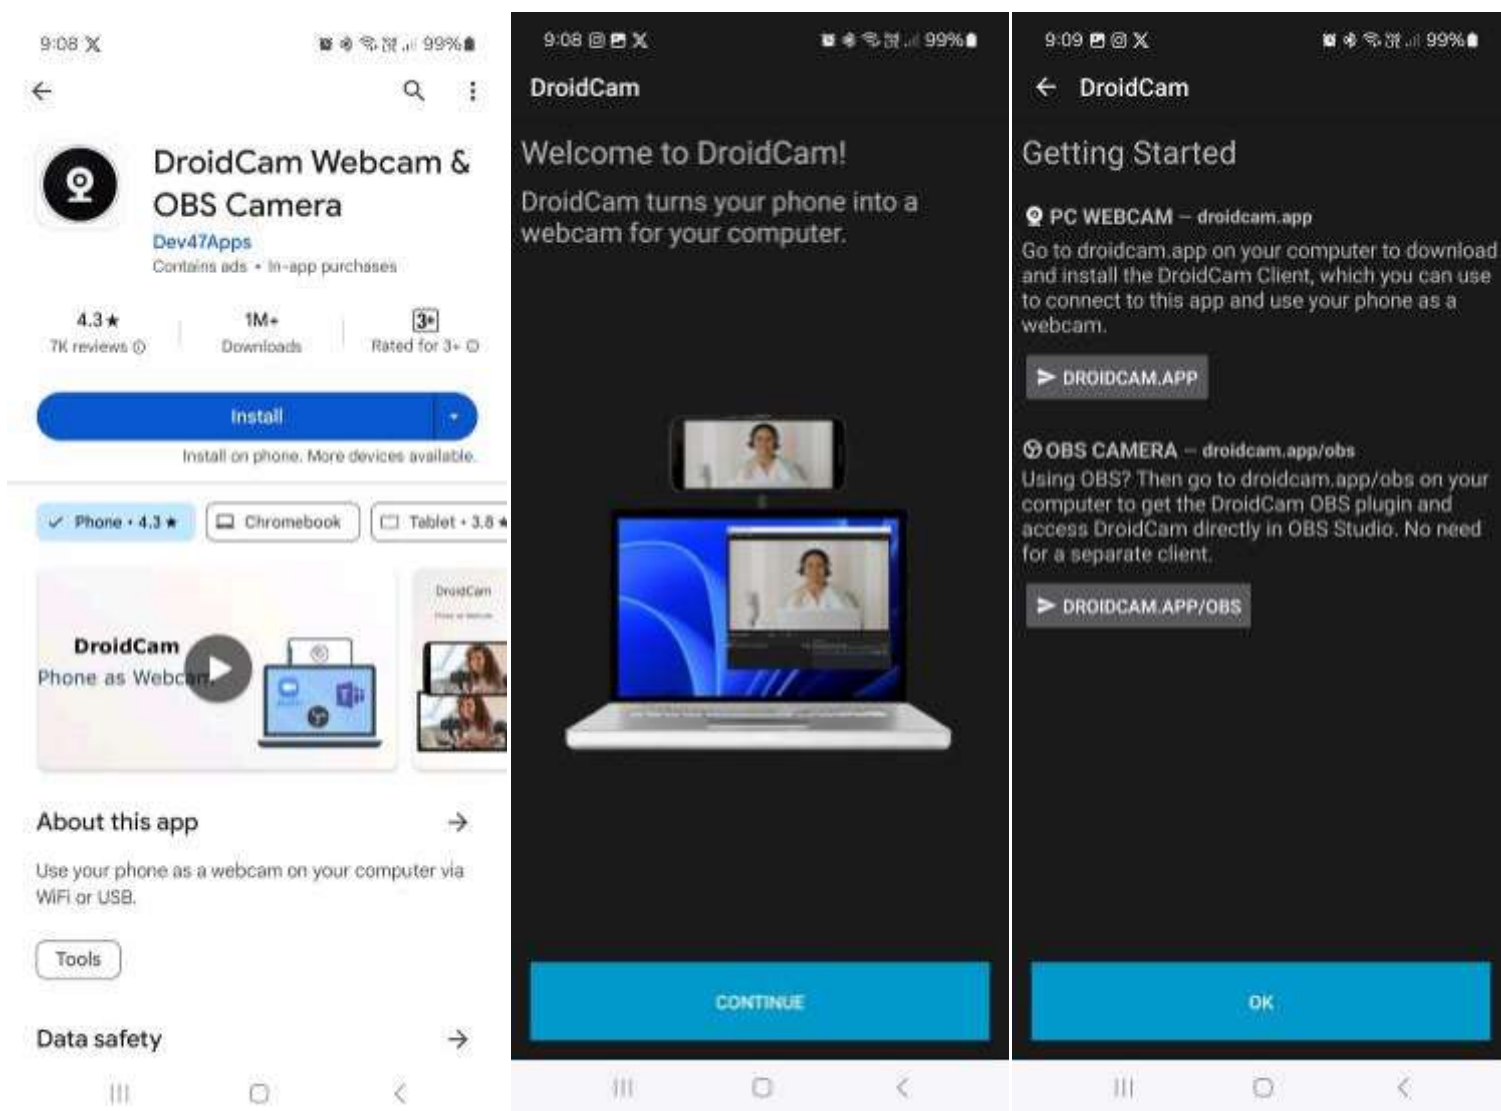 9:08
99%
DroidCam Webcam &
OBS Camera
Dev47Apps
Contains ads • In-app purchases
4.3★
7K reviews
1M+
Downloads
3+
Rated for 3+
Install
Install on phone. More devices available.
Phone • 4.3 ★
Chromebook
Tablet • 3.8 ★
DroidCam
Phone as Webcam
DroidCam
Phone as Webcam
About this app
Use your phone as a webcam on your computer via
WiFi or USB.
Tools
Data safety
9:08
99%
DroidCam
Welcome to DroidCam!
DroidCam turns your phone into a
webcam for your computer.
CONTINUE
9:09
99%
DroidCam
Getting Started
PC WEBCAM – droidcam.app
Go to droidcam.app on your computer to download
and install the DroidCam Client, which you can use
to connect to this app and use your phone as a
webcam.
DROIDCAM.APP
OBS CAMERA – droidcam.app/obs
Using OBS? Then go to droidcam.app/obs on your
computer to get the DroidCam OBS plugin and
access DroidCam directly in OBS Studio. No need
for a separate client.
DROIDCAM.APP/OBS
OK